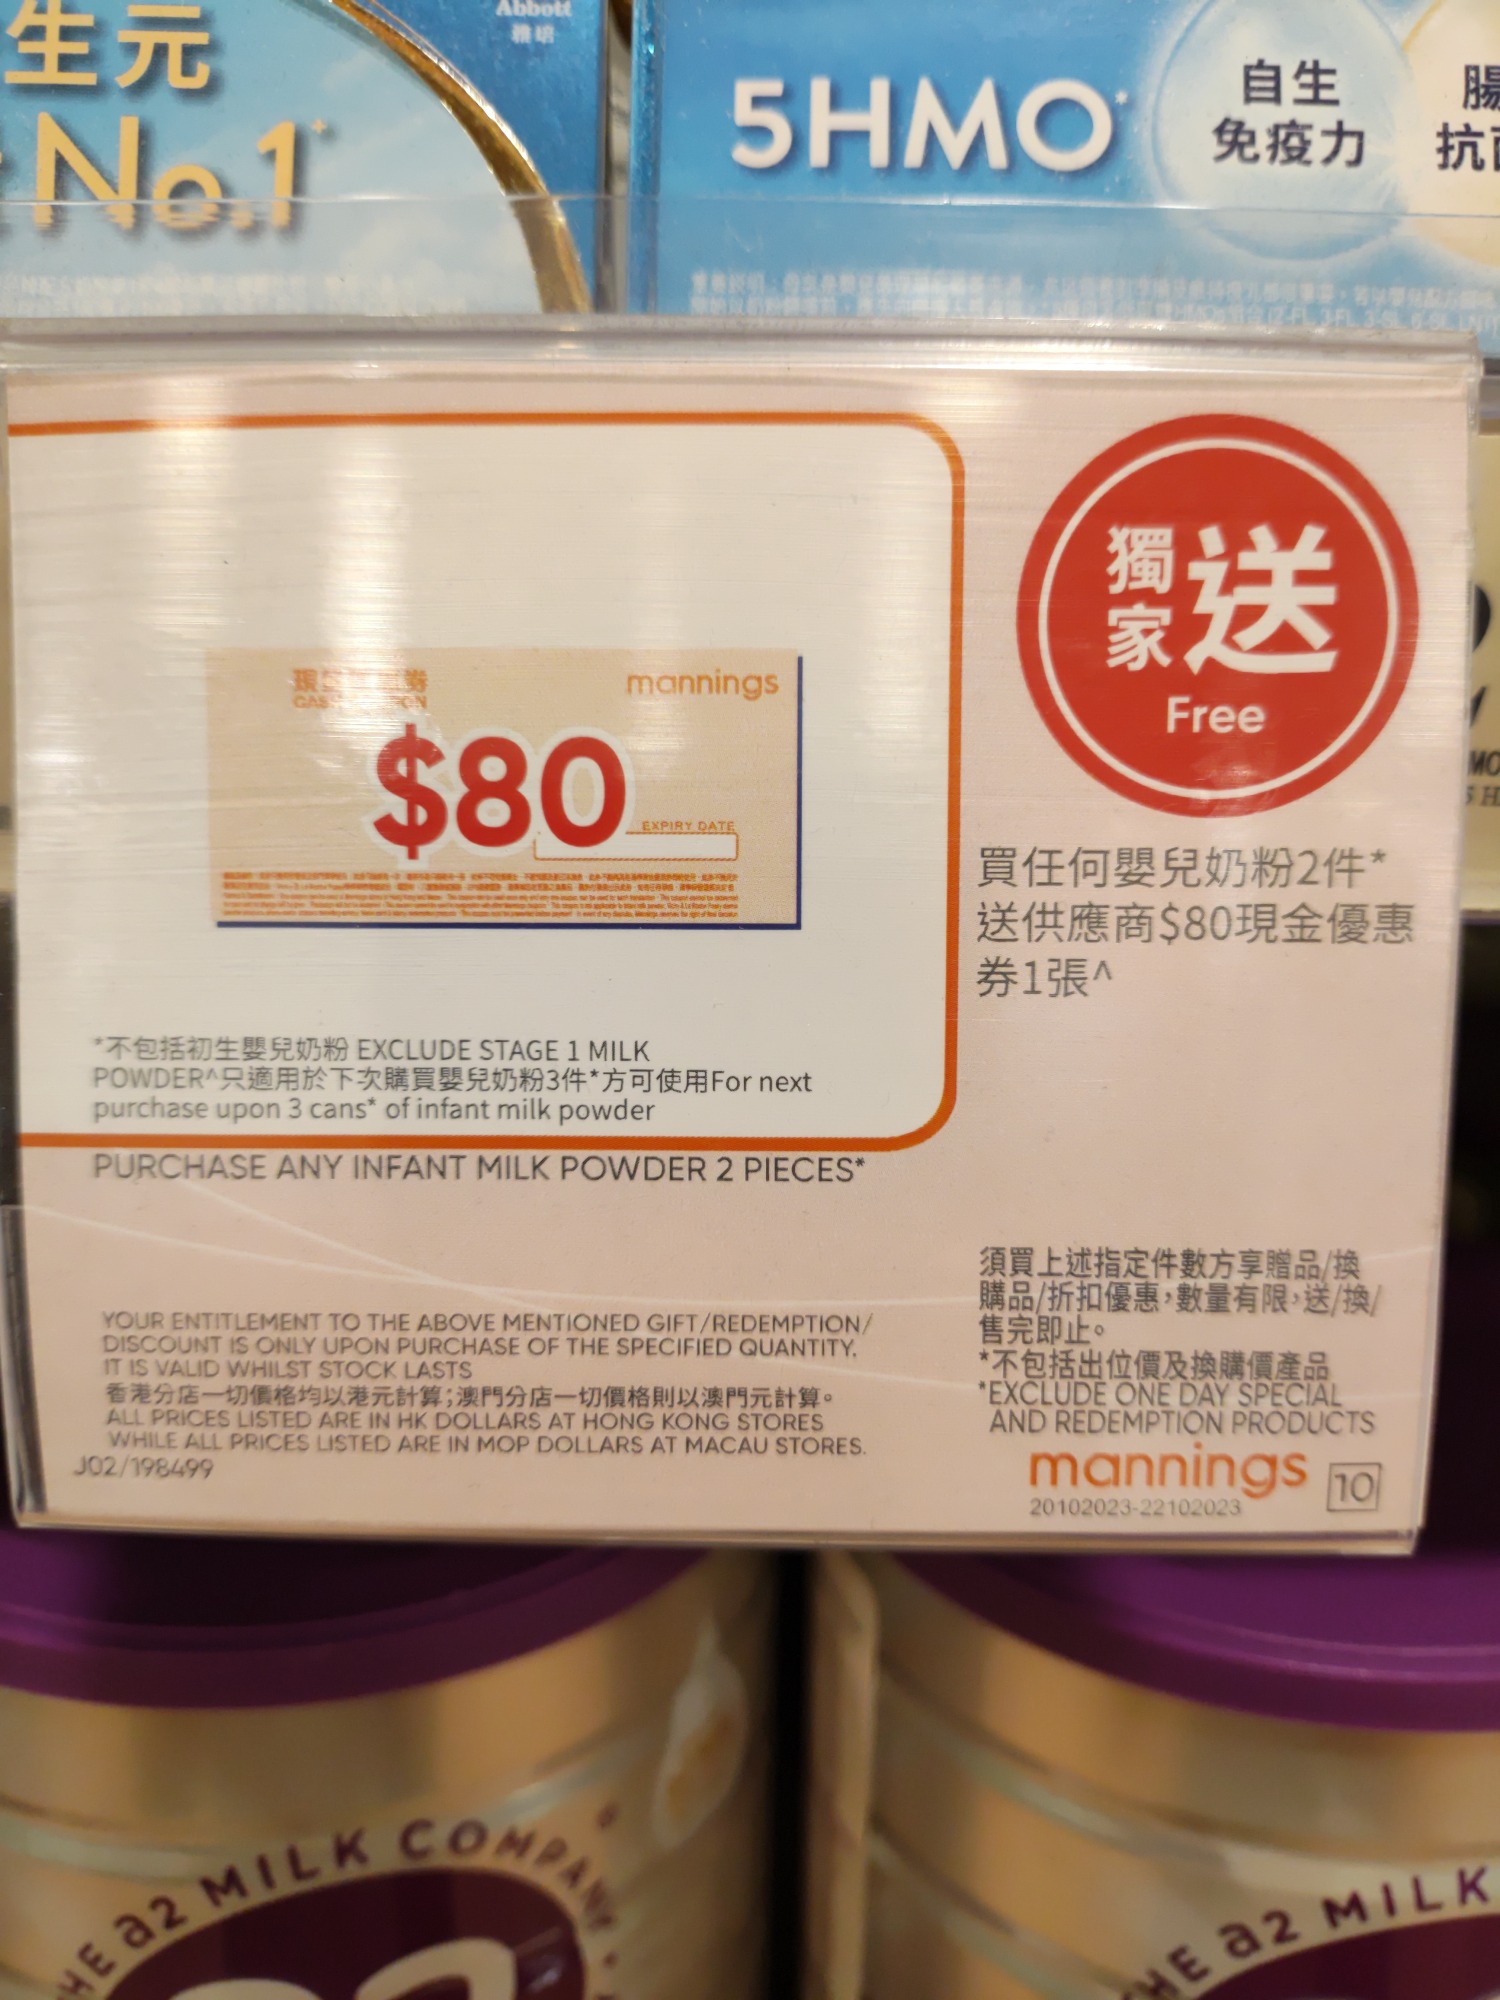 生元
No.1
Abbott
雅培
5HMO*
自生
免疫力
腸
抗
mannings
$80
EXPIRY DATE
獨家送
Free
買任何嬰兒奶粉2件*
送供應商$80現金優惠
券1張^
*不包括初生嬰兒奶粉 EXCLUDE STAGE 1 MILK
POWDER^只適用於下次購買嬰兒奶粉3件*方可使用For next
purchase upon 3 cans* of infant milk powder
PURCHASE ANY INFANT MILK POWDER 2 PIECES*
須買上述指定件數方享贈品/換
購品/折扣優惠，數量有限，送/換/
售完即止。
*不包括出位價及換購價產品
*EXCLUDE ONE DAY SPECIAL
AND REDEMPTION PRODUCTS
YOUR ENTITLEMENT TO THE ABOVE MENTIONED GIFT/REDEMPTION/
DISCOUNT IS ONLY UPON PURCHASE OF THE SPECIFIED QUANTITY.
IT IS VALID WHILST STOCK LASTS
香港分店一切價格均以港元計算；澳門分店一切價格則以澳門元計算。
ALL PRICES LISTED ARE IN HK DOLLARS AT HONG KONG STORES
WHILE ALL PRICES LISTED ARE IN MOP DOLLARS AT MACAU STORES.
J02/198499
mannings 10
20102023-22102023
THE a2 MILK COMPANY
THE a2 MILK